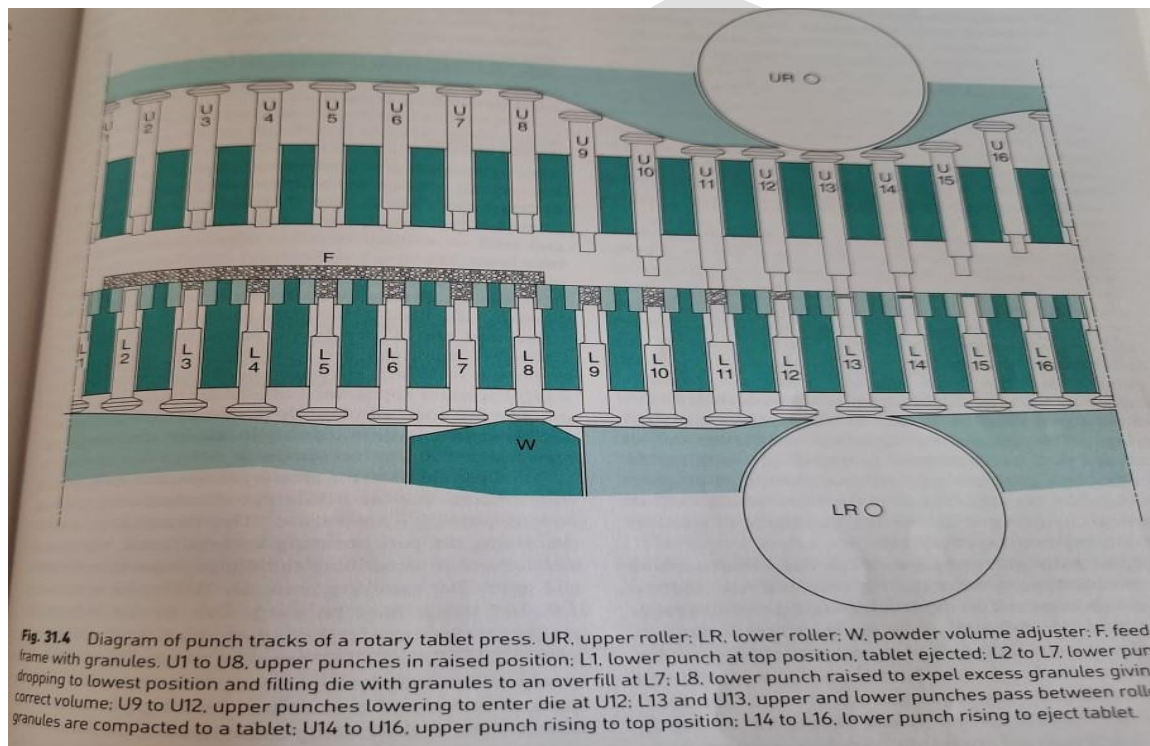 UR
U 2
U 3
U 4
U 5
U 6
U 7
U 8
U 9
U 10
U 11
U 12
U 13
U 14
U 15
U 16
F
L 1
L 2
L 3
L 4
L 5
L 6
L 7
L 8
L 9
L 10
L 11
L 12
L 13
L 14
L 15
L 16
W
LR
Fig. 31.4 Diagram of punch tracks of a rotary tablet press. UR, upper roller; LR, lower roller; W, powder volume adjuster; F, feed
frame with granules. U1 to U8, upper punches in raised position; L1, lower punch at top position, tablet ejected; L2 to L7, lower
dropping to lowest position and filling die with granules to an overfill at L7; L8, lower punch raised to expel excess granules
correct volume; U9 to U12, upper punches lowering to enter die at U12; L13 and U13, upper and lower punches pass between
granules are compacted to a tablet; U14 to U16, upper punch rising to top position; L14 to L16, lower punch rising to eject tablet.